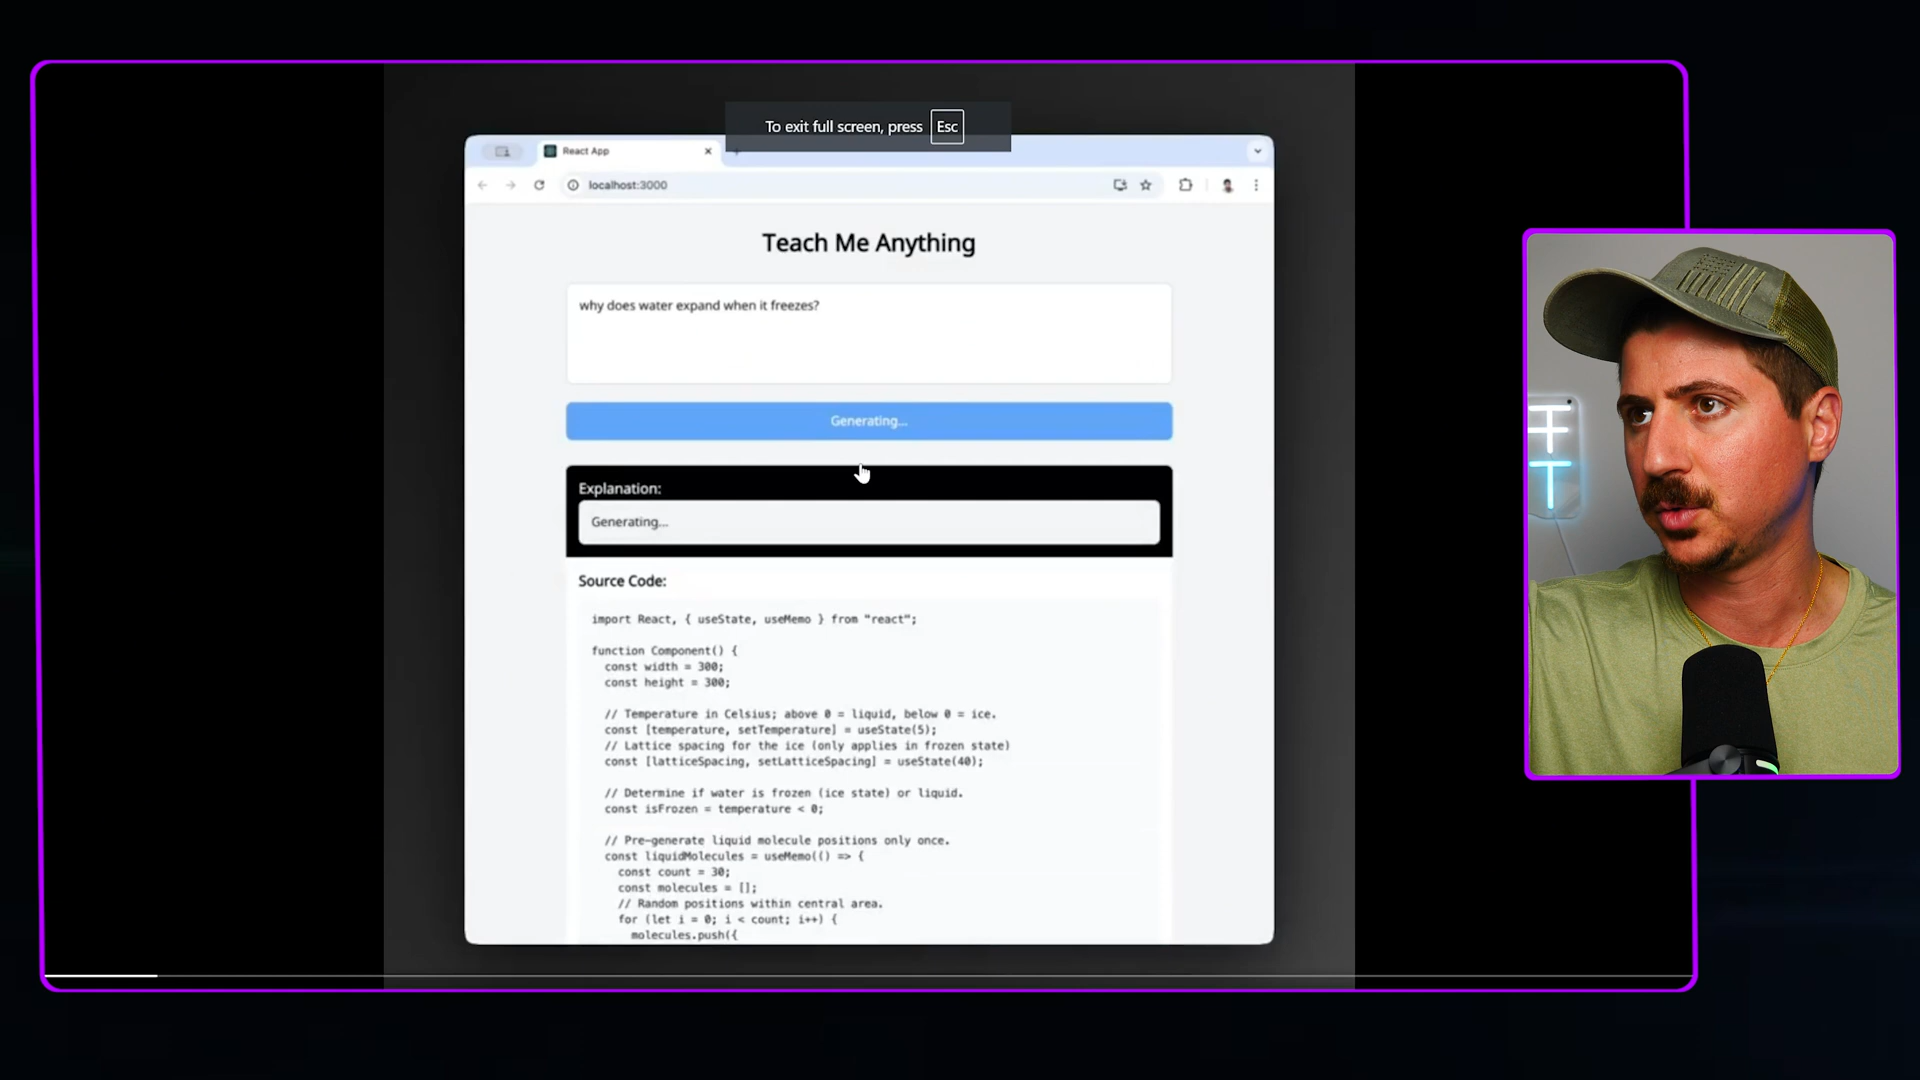 To exit full screen, press Esc
React App
localhost:3000
Teach Me Anything
why does water expand when it freezes?
Generating...
Explanation:
Generating...
Source Code:
import React, { useState, useMemo } from "react";
function Component() {
const width = 300;
const height = 300;
// Temperature in Celsius; above 0 = liquid, below 0 = ice.
const [temperature, setTemperature] = useState(5);
// Lattice spacing for the ice (only applies in frozen state)
const [latticeSpacing, setLatticeSpacing] = useState(40);
// Determine if water is frozen (ice state) or liquid.
const isFrozen = temperature < 0;
// Pre-generate liquid molecule positions only once.
const liquidMolecules = useMemo(() => {
const count = 30;
const molecules = [];
// Random positions within central area.
for (let i = 0; i < count; i++) {
molecules.push({